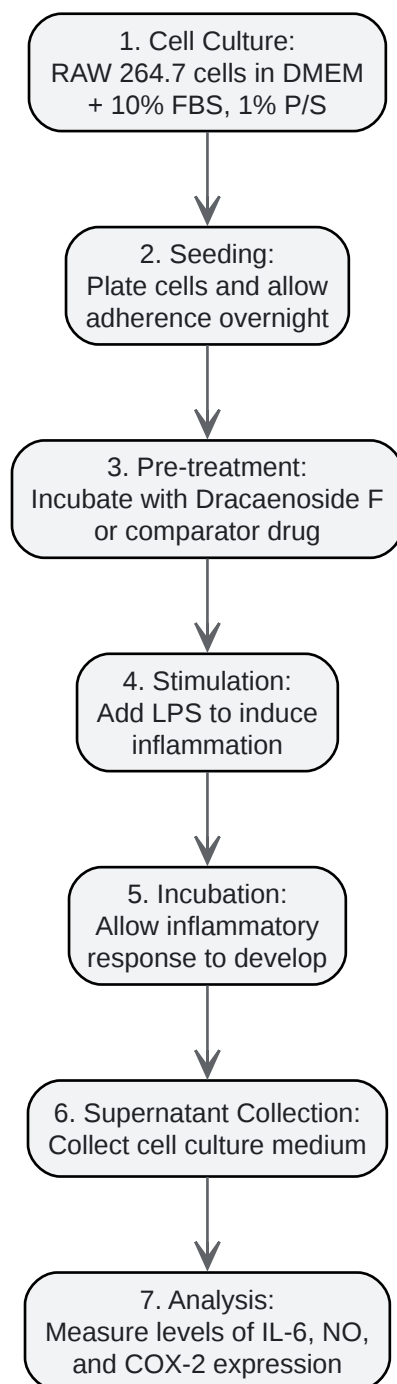 1. Cell Culture:
RAW 264.7 cells in DMEM
+ 10% FBS, 1% P/S
2. Seeding:
Plate cells and allow
adherence overnight
3. Pre-treatment:
Incubate with Dracaenoside F
or comparator drug
4. Stimulation:
Add LPS to induce
inflammation
5. Incubation:
Allow inflammatory
response to develop
6. Supernatant Collection:
Collect cell culture medium
7. Analysis:
Measure levels of IL-6, NO,
and COX-2 expression